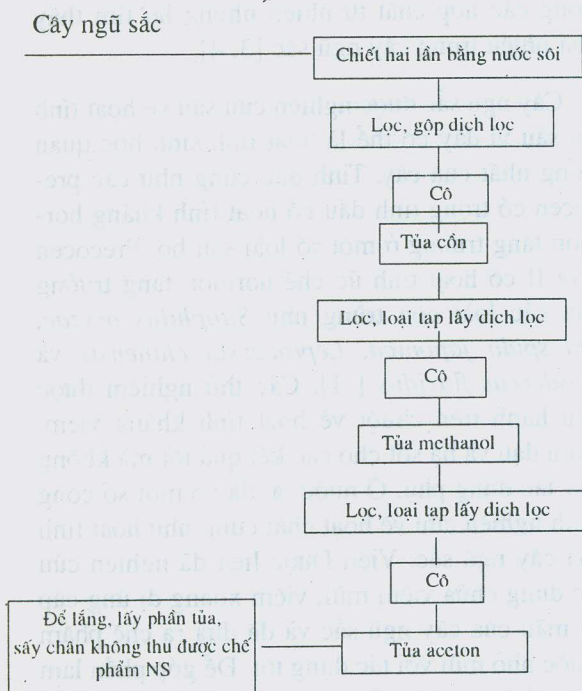 Cây ngũ sắc
Chiết hai lần bằng nước sôi
Lọc, gộp dịch lọc
Cô
Tủa cồn
Lọc, loại tạp lấy dịch lọc
Cô
Tủa methanol
Lọc, loại tạp lấy dịch lọc
Cô
Tủa aceton
Để lắng, lấy phần tủa,
sấy chân không thu được chế
phẩm NS